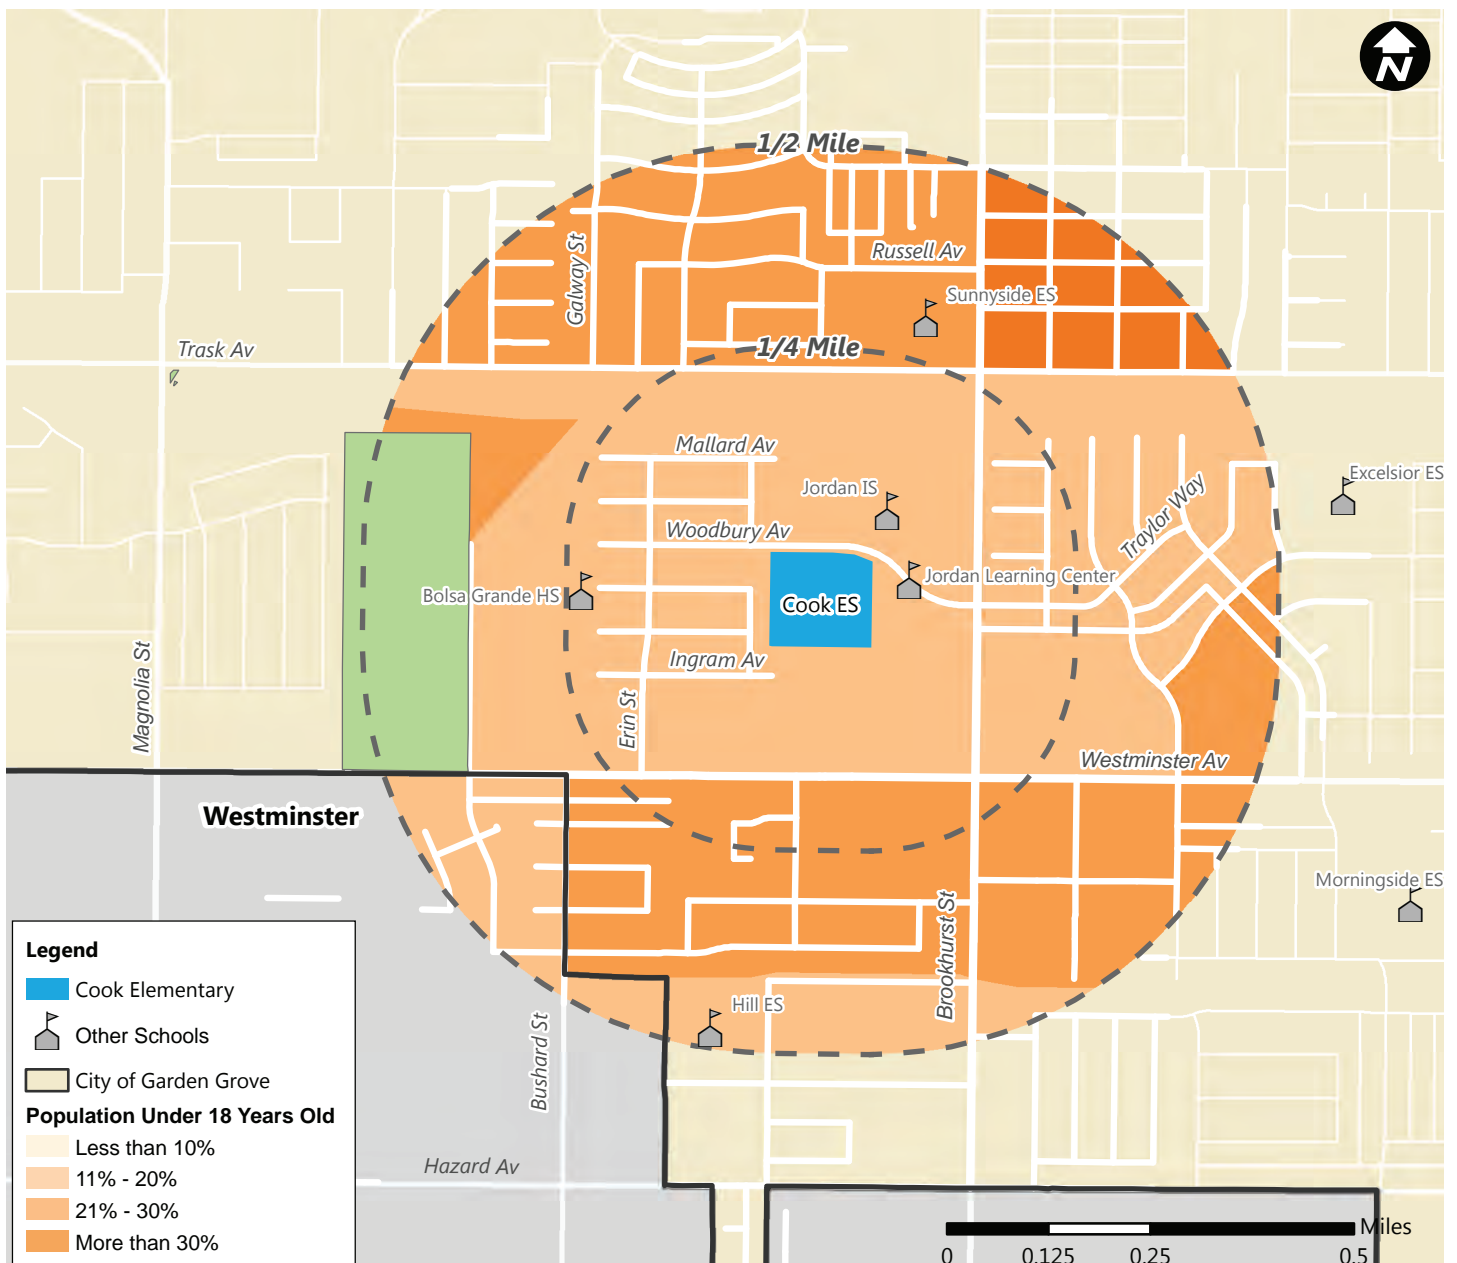 N
1/2 Mile
Russell Av
Galway St
Sunnyside ES
1/4 Mile
Trask Av
Mallard Av
Excelsior ES
Jordan IS
Traylor Way
Woodbury Av
Jordan Learning Center
Bolsa Grande HS
Cook ES
Ingram Av
Magnolia St
Erin St
Westminster Av
Westminster
Morningside ES
Brookhurst St
Hill ES
Bushard St
Hazard Av
Legend
Cook Elementary
Other Schools
City of Garden Grove
Population Under 18 Years Old
Less than 10%
11% - 20%
21% - 30%
More than 30%
Miles
0 0.125 0.25 0.5